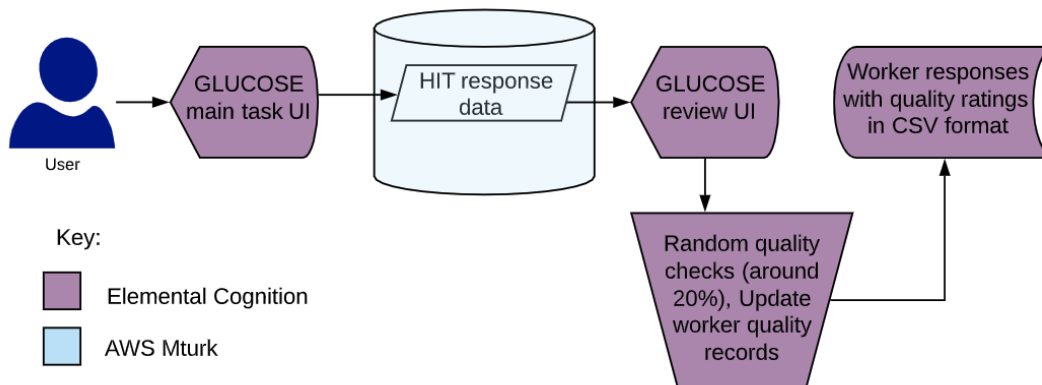 User
GLUCOSE
main task UI
HIT response
data
GLUCOSE
review UI
Worker responses
with quality ratings
in CSV format
Random quality
checks (around
20%), Update
worker quality
records
Key:
Elemental Cognition
AWS Mturk